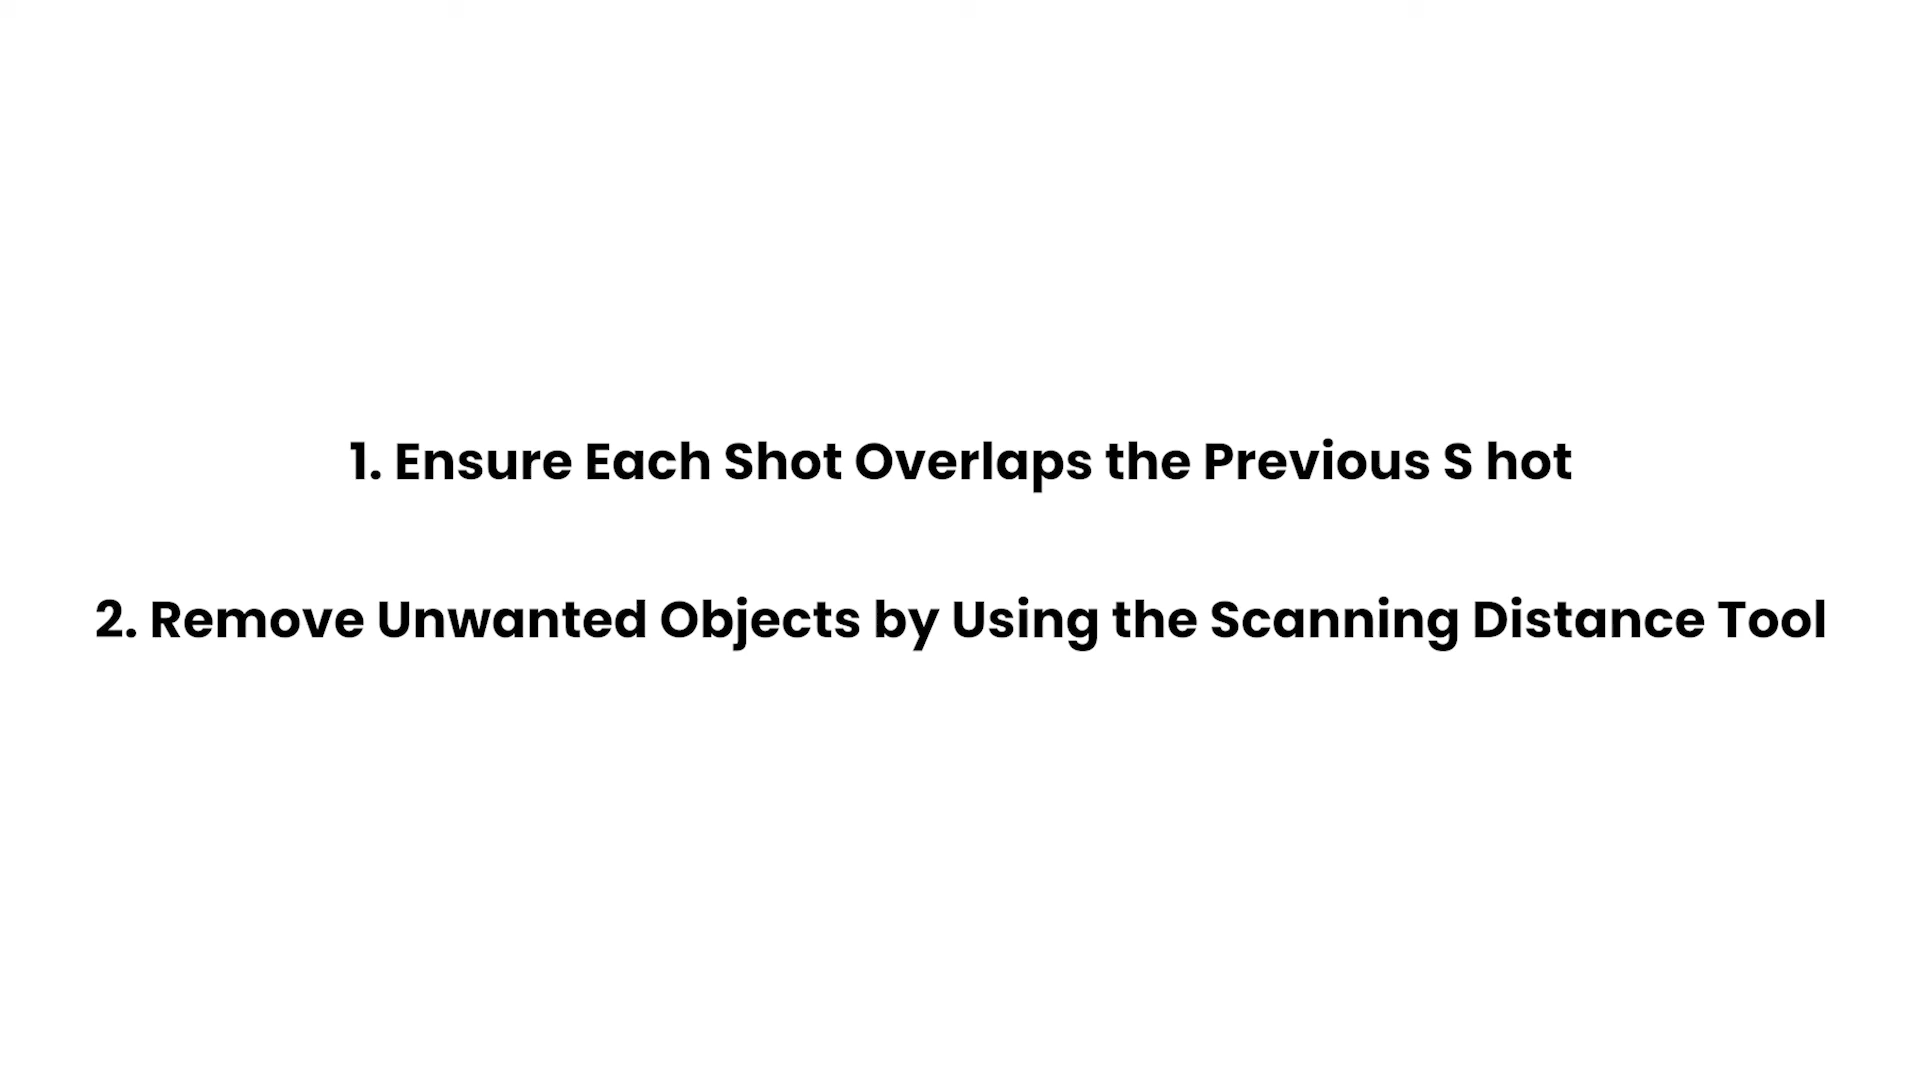 1. Ensure Each Shot Overlaps the Previous S hot
2. Remove Unwanted Objects by Using the Scanning Distance Tool